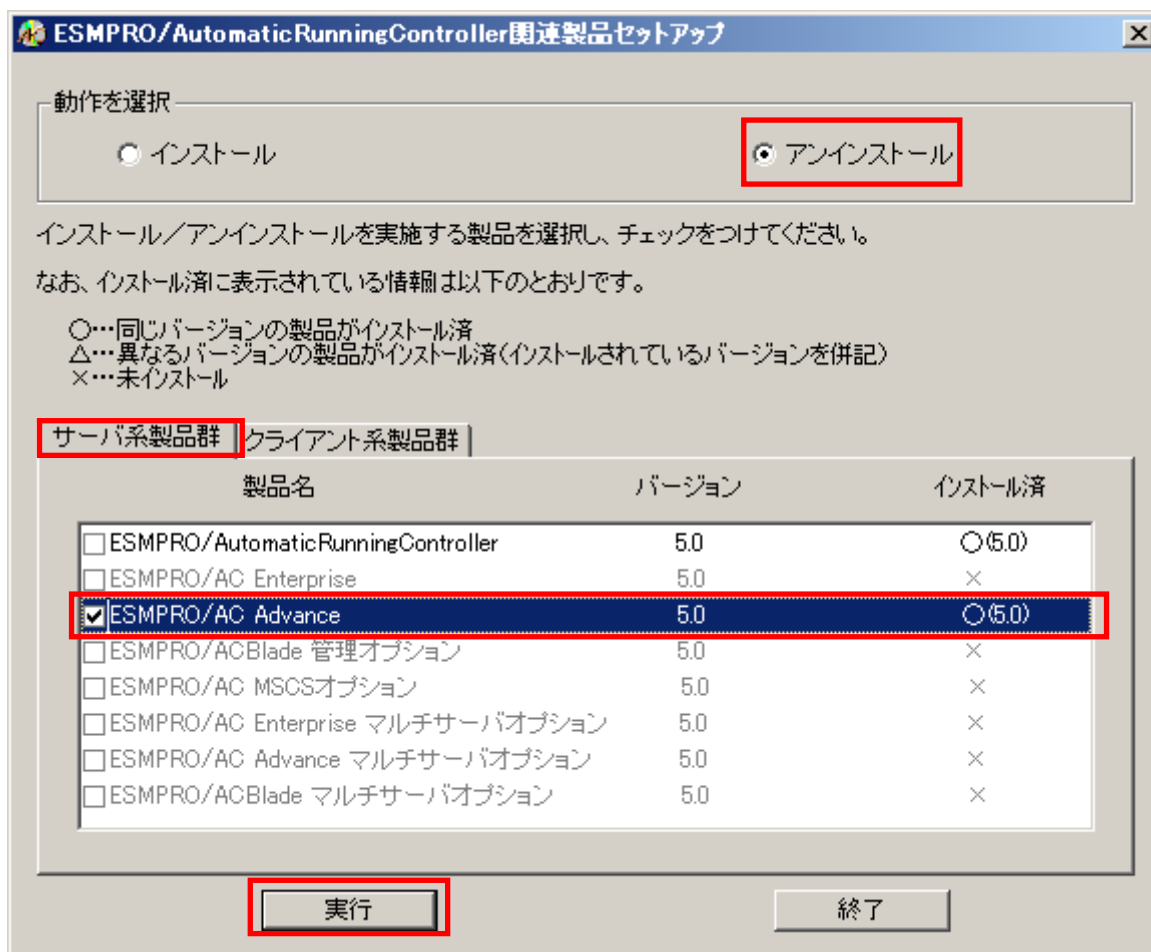 ESMPRO/AutomaticRunningController関連製品セットアップ
動作を選択
インストール アンインストール
インストール／アンインストールを実施する製品を選択し、チェックをつけてください。
なお、インストール済に表示されている情報は以下のとおりです。
○…同じバージョンの製品がインストール済
△…異なるバージョンの製品がインストール済(インストールされているバージョンを併記)
×…未インストール
サーバ系製品群 クライアント系製品群
製品名 バージョン インストール済
ESMPRO/AutomaticRunningController 5.0 ○(5.0)
ESMPRO/AC Enterprise 5.0 ×
ESMPRO/AC Advance 5.0 ○(5.0)
ESMPRO/ACBlade 管理オプション 5.0 ×
ESMPRO/AC MSCSオプション 5.0 ×
ESMPRO/AC Enterprise マルチサーバオプション 5.0 ×
ESMPRO/AC Advance マルチサーバオプション 5.0 ×
ESMPRO/ACBlade マルチサーバオプション 5.0 ×
実行 終了